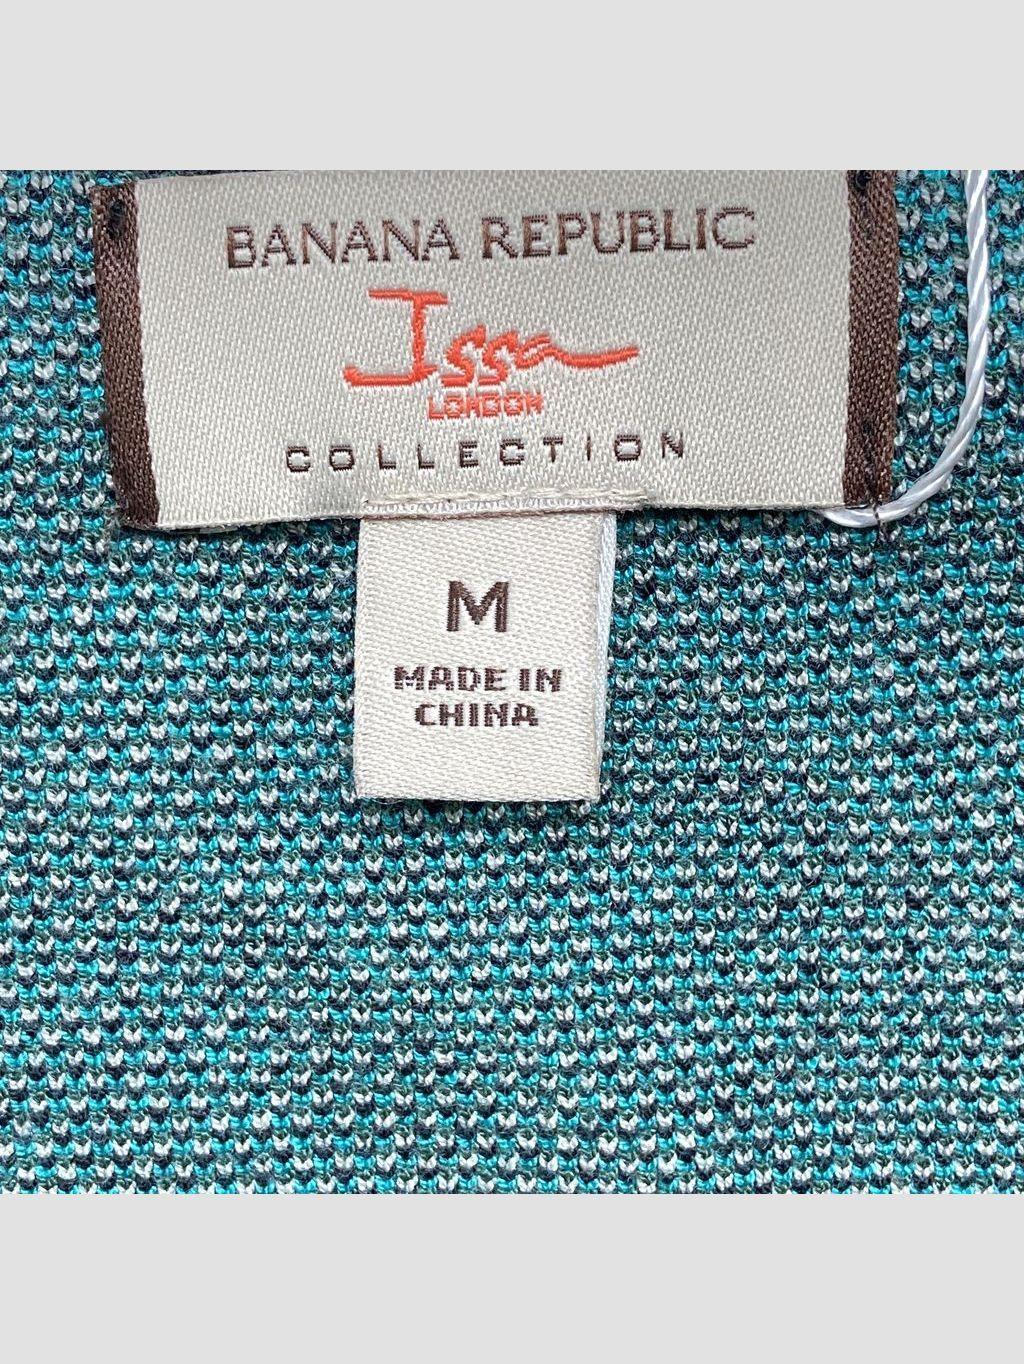 BANANA REPUBLIC
Issa
LONDON
COLLECTION
M
MADE IN
CHINA